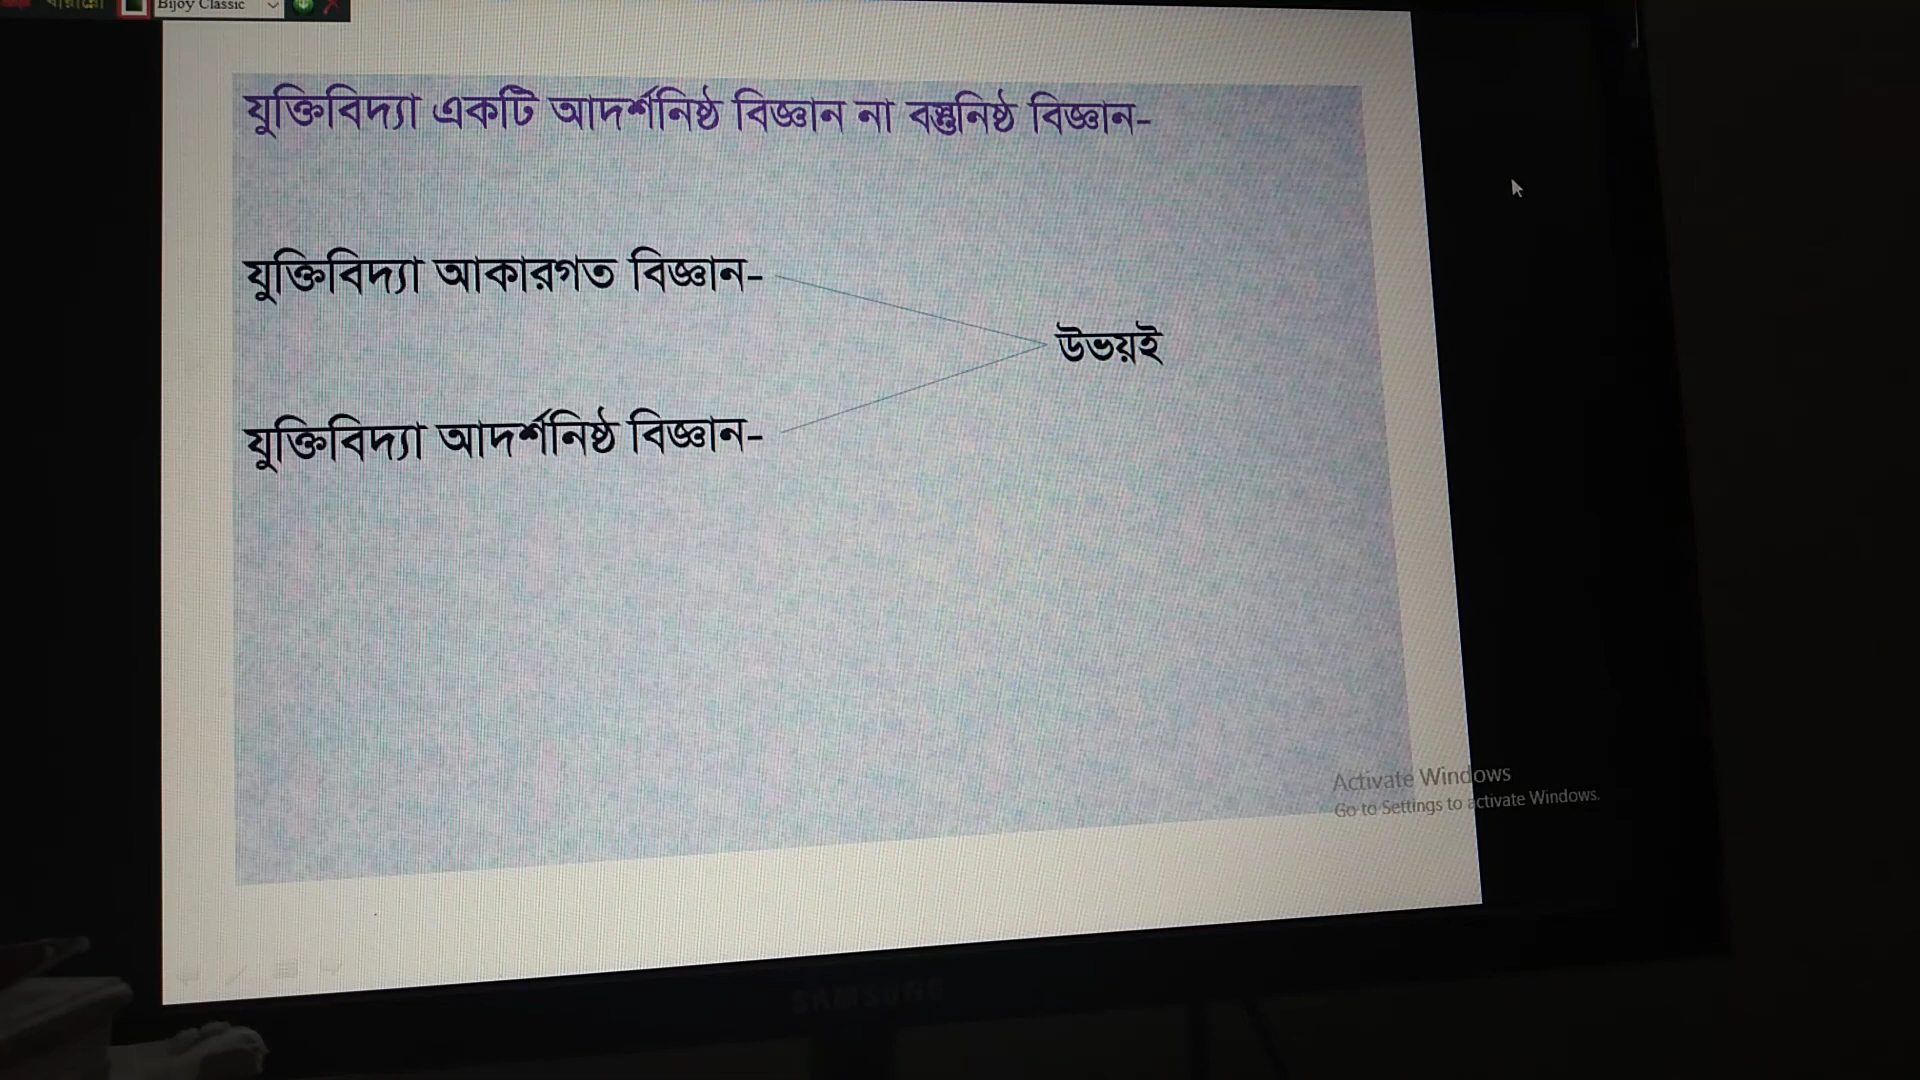 Bijoy Classic
যুক্তিবিদ্যা একটি আদর্শনিষ্ঠ বিজ্ঞান না বস্তুনিষ্ঠ বিজ্ঞান-
যুক্তিবিদ্যা আকারগত বিজ্ঞান-
উভয়ই
যুক্তিবিদ্যা আদর্শনিষ্ঠ বিজ্ঞান-
Activate Windows
Go to Settings to activate Windows.
SAMSUNG